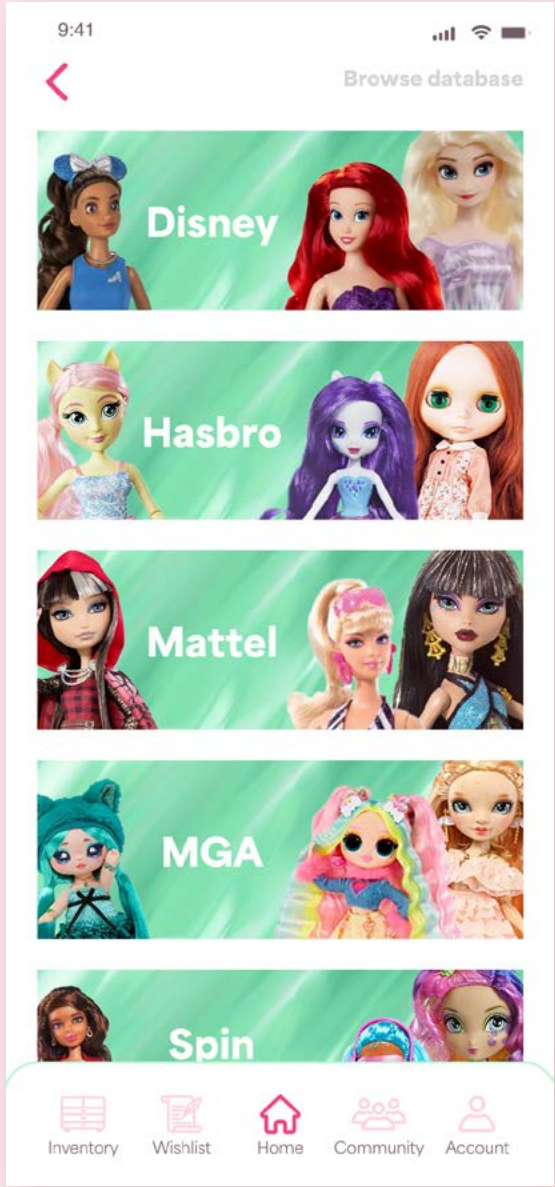 9:41
Browse database
Disney
Hasbro
Mattel
MGA
Spin
Inventory Wishlist Home Community Account